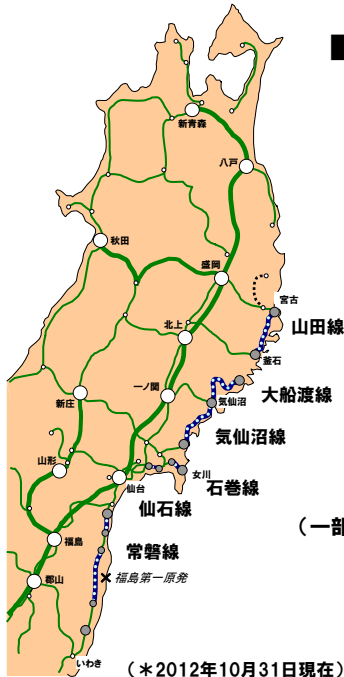 新青森
八戸
秋田
盛岡
宮古
山田線
北上
釜石
大船渡線
一ノ関
気仙沼
新庄
気仙沼線
山形
女川
石巻線
仙台
仙石線
(一部
福島
常磐線
郡山
福島第一原発
いわき
(＊2012年10月31日現在)